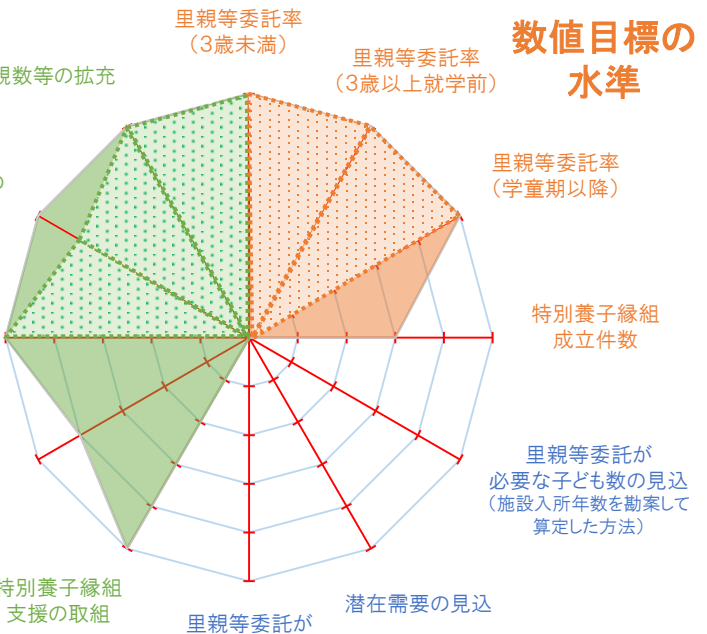 数値目標の
水準
里親等委託率
（3歳未満）
里親等委託率
（3歳以上就学前）
里親等委託率
（学童期以降）
特別養子縁組
成立件数
里親等委託が
必要な子ども数の見込
（施設入所年数を勘案して
算定した方法）
潜在需要の見込
里親等委託が
特別養子縁組
支援の取組
の
親数等の拡充